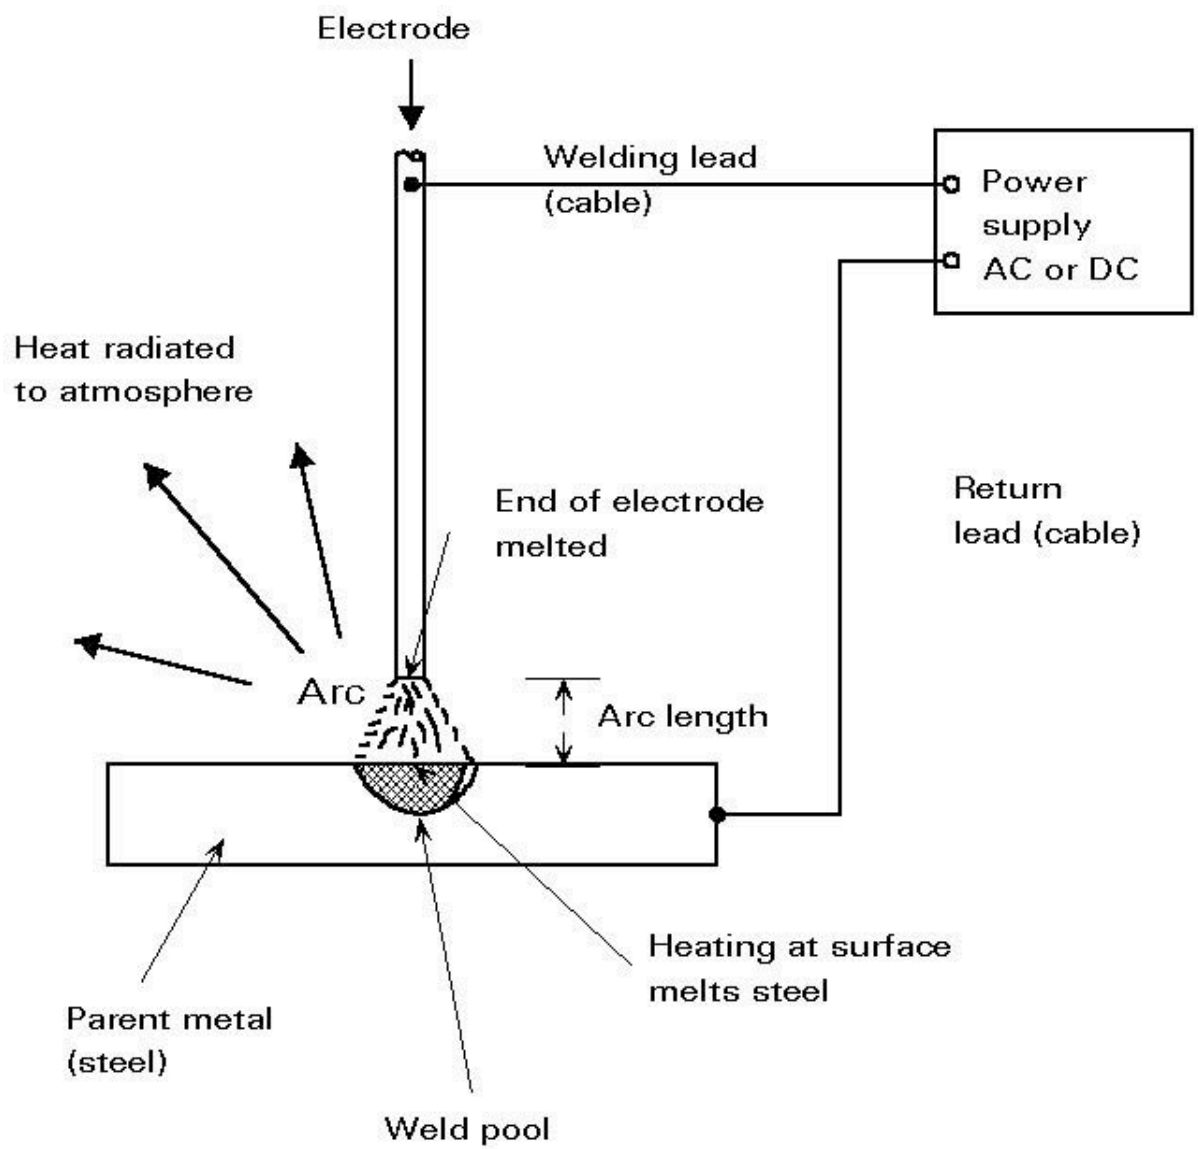 Electrode
Welding lead
(cable)
Power
supply
AC or DC
Heat radiated
to atmosphere
End of electrode
melted
Return
lead (cable)
Arc
Arc length
Heating at surface
melts steel
Parent metal
(steel)
Weld pool